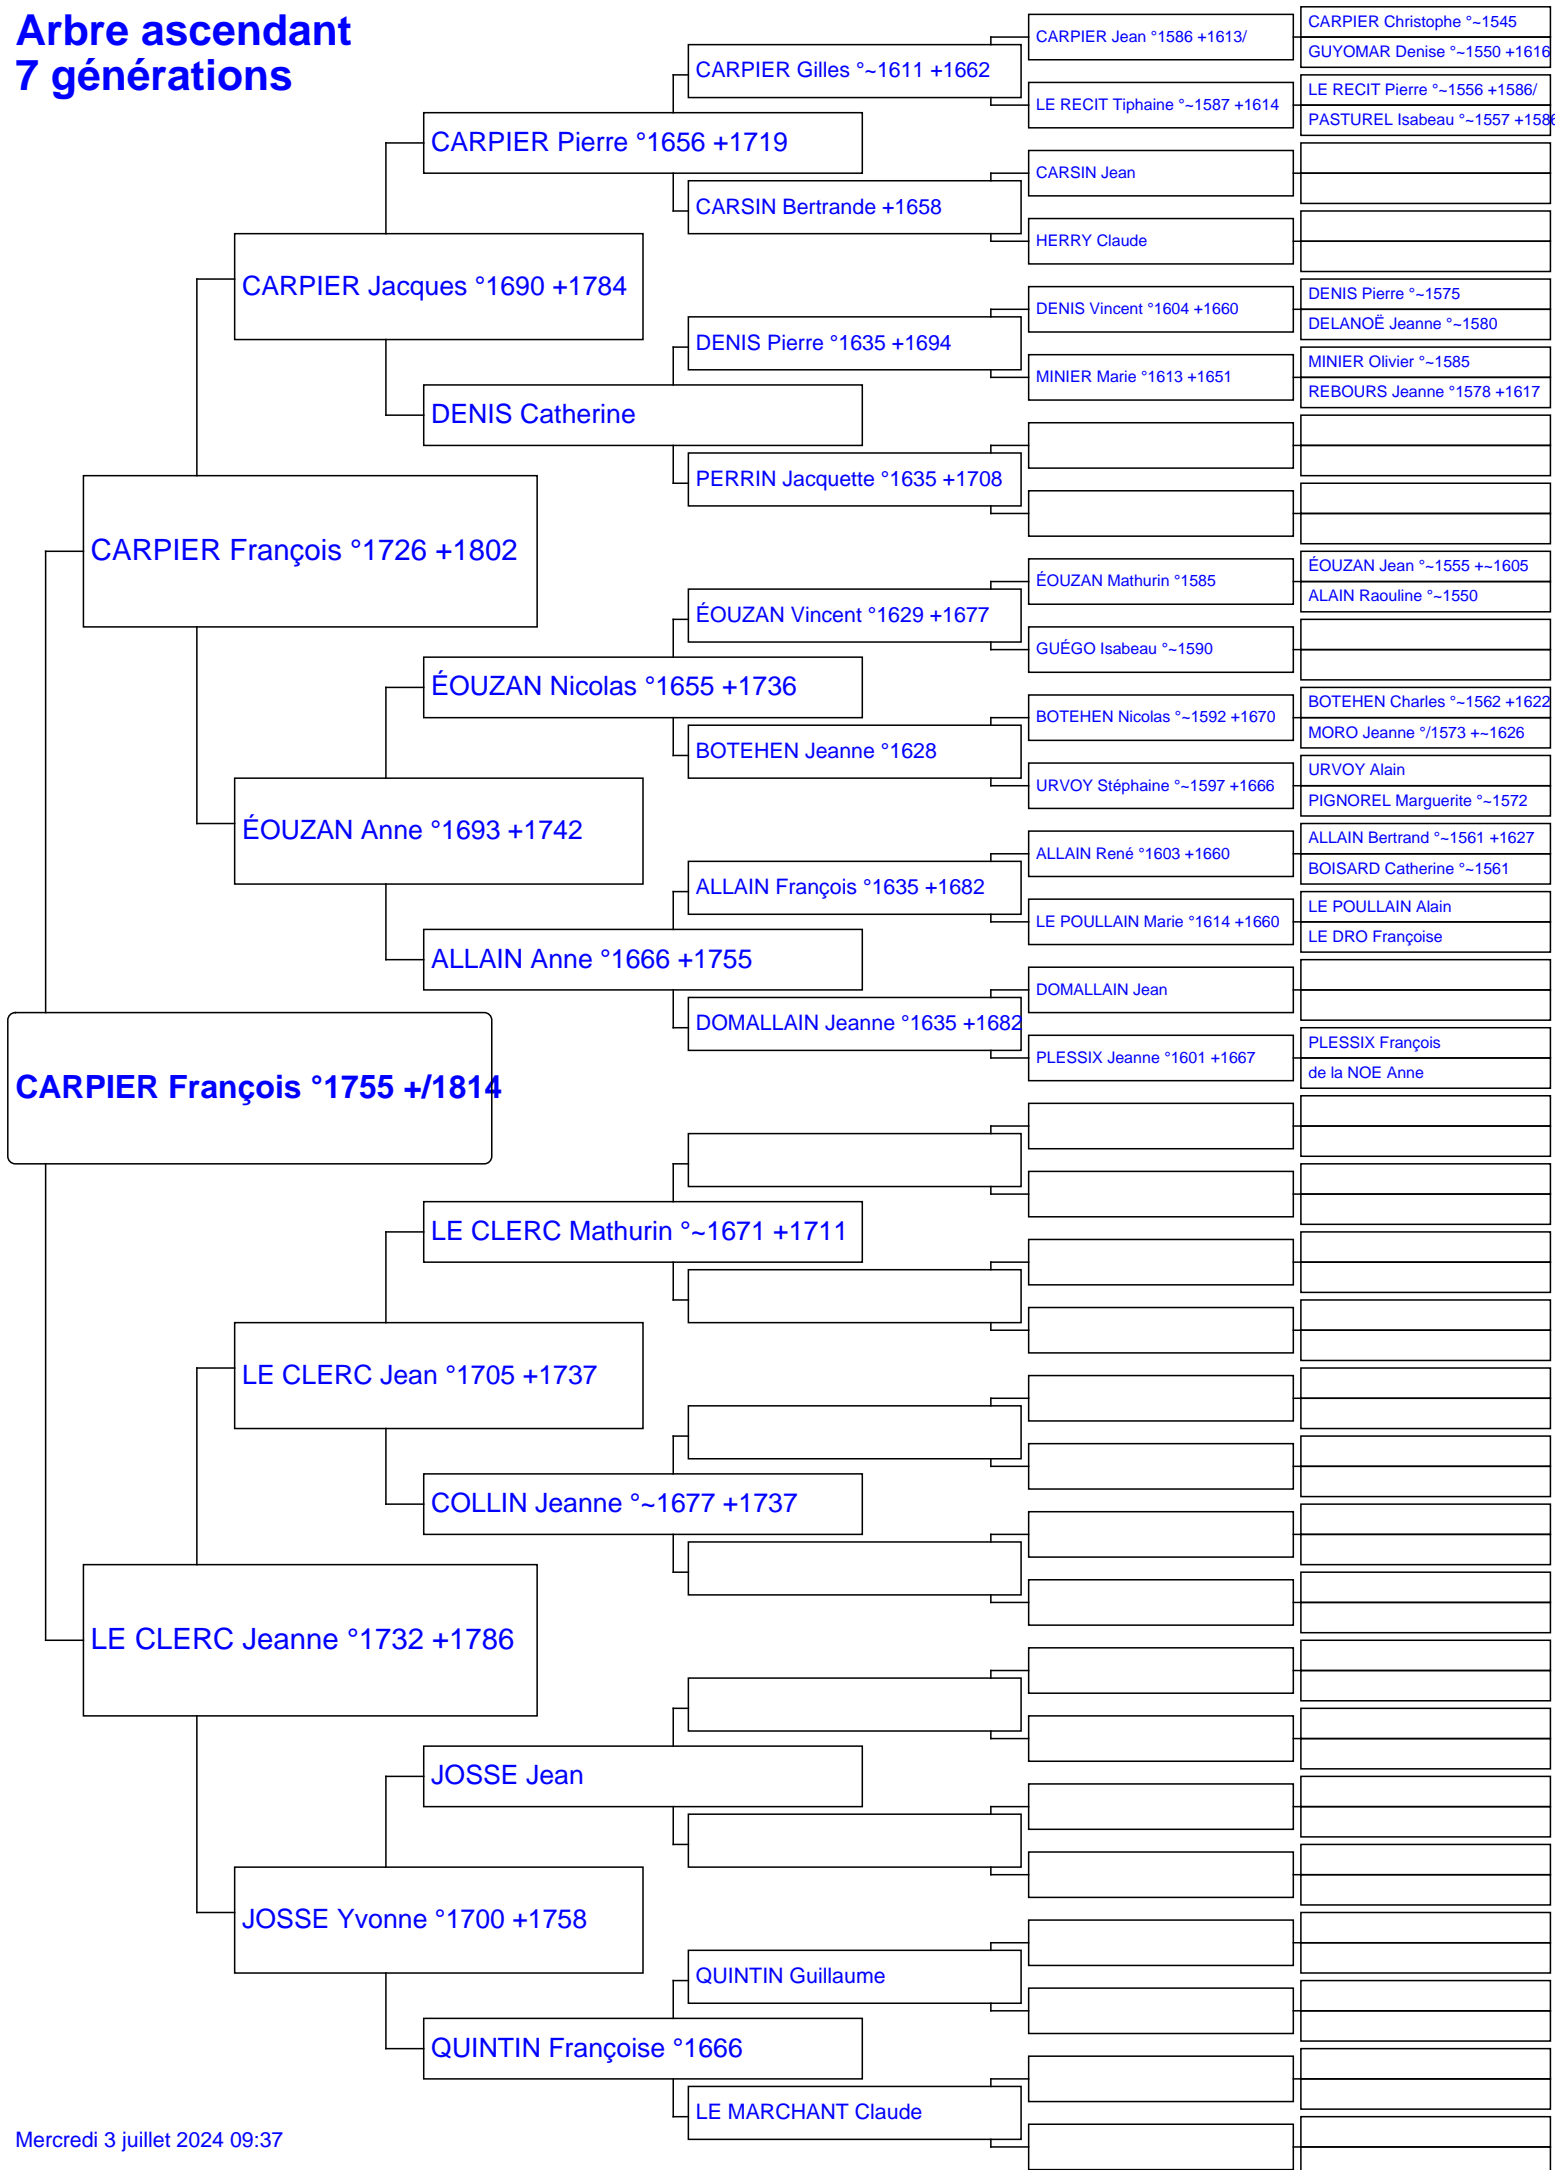 Arbre ascendant
7 générations
CARPIER François °1755 +/1814
CARPIER François °1726 +1802
LE CLERC Jeanne °1732 +1786
CARPIER Jacques °1690 +1784
ÉOUZAN Anne °1693 +1742
LE CLERC Jean °1705 +1737
JOSSE Yvonne °1700 +1758
CARPIER Pierre °1656 +1719
DENIS Catherine
ÉOUZAN Nicolas °1655 +1736
ALLAIN Anne °1666 +1755
LE CLERC Mathurin °~1671 +1711
COLLIN Jeanne °~1677 +1737
JOSSE Jean
QUINTIN Françoise °1666
CARPIER Gilles °~1611 +1662
CARSIN Bertrande +1658
DENIS Pierre °1635 +1694
PERRIN Jacquette °1635 +1708
ÉOUZAN Vincent °1629 +1677
BOTEHEN Jeanne °1628
ALLAIN François °1635 +1682
DOMALLAIN Jeanne °1635 +1682
QUINTIN Guillaume
LE MARCHANT Claude
CARPIER Jean °1586 +1613/
LE RECIT Tiphaine °~1587 +1614
CARSIN Jean
HERRY Claude
DENIS Vincent °1604 +1660
MINIER Marie °1613 +1651
ÉOUZAN Mathurin °1585
GUÉGO Isabeau °~1590
BOTEHEN Nicolas °~1592 +1670
URVOY Stéphaine °~1597 +1666
ALLAIN René °1603 +1660
LE POULLAIN Marie °1614 +1660
DOMALLAIN Jean
PLESSIX Jeanne °1601 +1667
CARPIER Christophe °~1545
GUYOMAR Denise °~1550 +1616
LE RECIT Pierre °~1556 +1586/
PASTUREL Isabeau °~1557 +1586
DENIS Pierre °~1575
DELANOË Jeanne °~1580
MINIER Olivier °~1585
REBOURS Jeanne °1578 +1617
ÉOUZAN Jean °~1555 +~1605
ALAIN Raouline °~1550
BOTEHEN Charles °~1562 +1622
MORO Jeanne °/1573 +~1626
URVOY Alain
PIGNOREL Marguerite °~1572
ALLAIN Bertrand °~1561 +1627
BOISARD Catherine °~1561
LE POULLAIN Alain
LE DRO Françoise
PLESSIX François
de la NOE Anne
Mercredi 3 juillet 2024 09:37